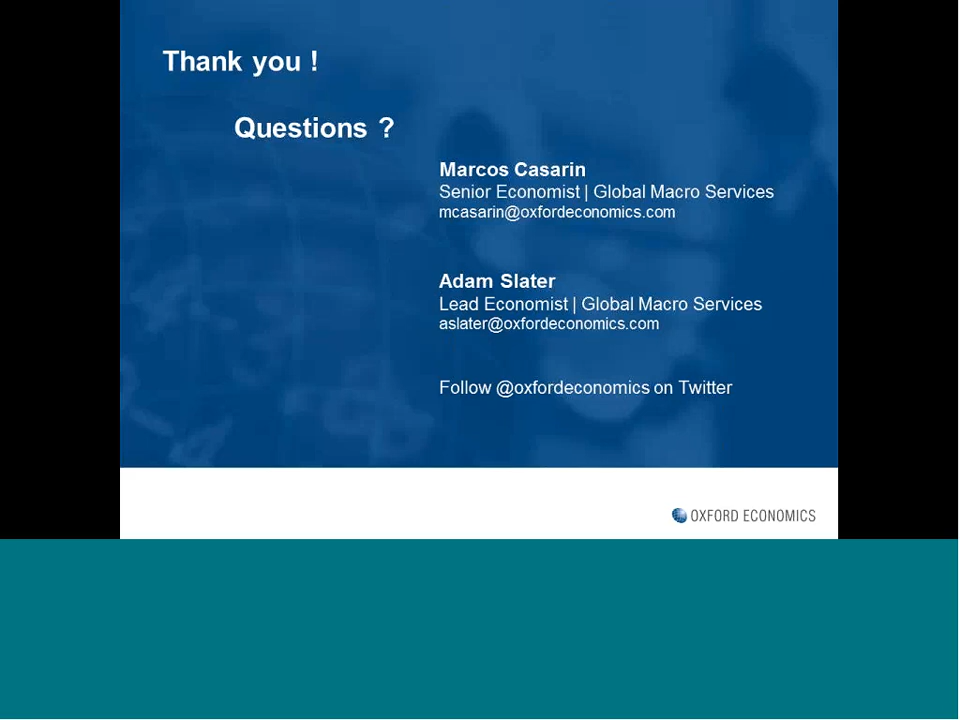 Thank you !
Questions ?
Marcos Casarin
Senior Economist | Global Macro Services
mcasarin@oxfordeconomics.com
Adam Slater
Lead Economist | Global Macro Services
aslater@oxfordeconomics.com
Follow @oxfordeconomics on Twitter
OXFORD ECONOMICS